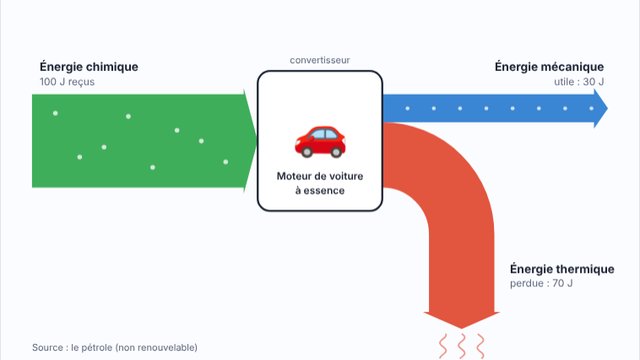 convertisseur
Énergie chimique
100 J reçus
Énergie mécanique
utile : 30 J
Moteur de voiture
à essence
Énergie thermique
perdue : 70 J
Source : le pétrole (non renouvelable)